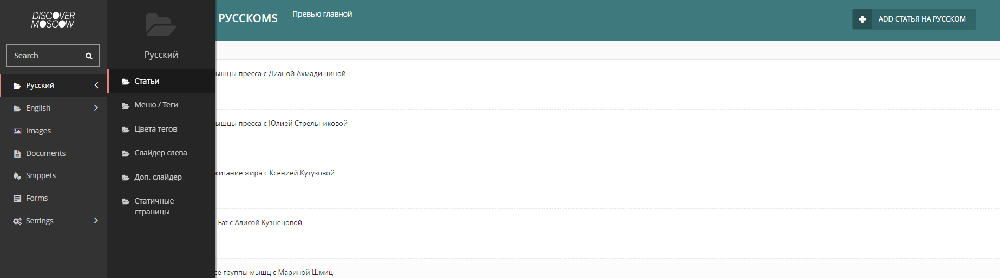 DISCOVER
MOSCOW
Search
Русский
English
Images
Documents
Snippets
Forms
Settings
Русский
Статьи
Меню / Теги
Цвета тегов
Слайдер слева
Доп. слайдер
Статичные
страницы
РУССКОМS
Превью главной
ADD СТАТЬЯ НА РУССКОМ
ышцы пресса с Дианой Ахмадишиной
ышцы пресса с Юлией Стрельниковой
жигание жира с Ксенией Кутузовой
Fat с Алисой Кузнецовой
се группы мышц с Мариной Шмиц